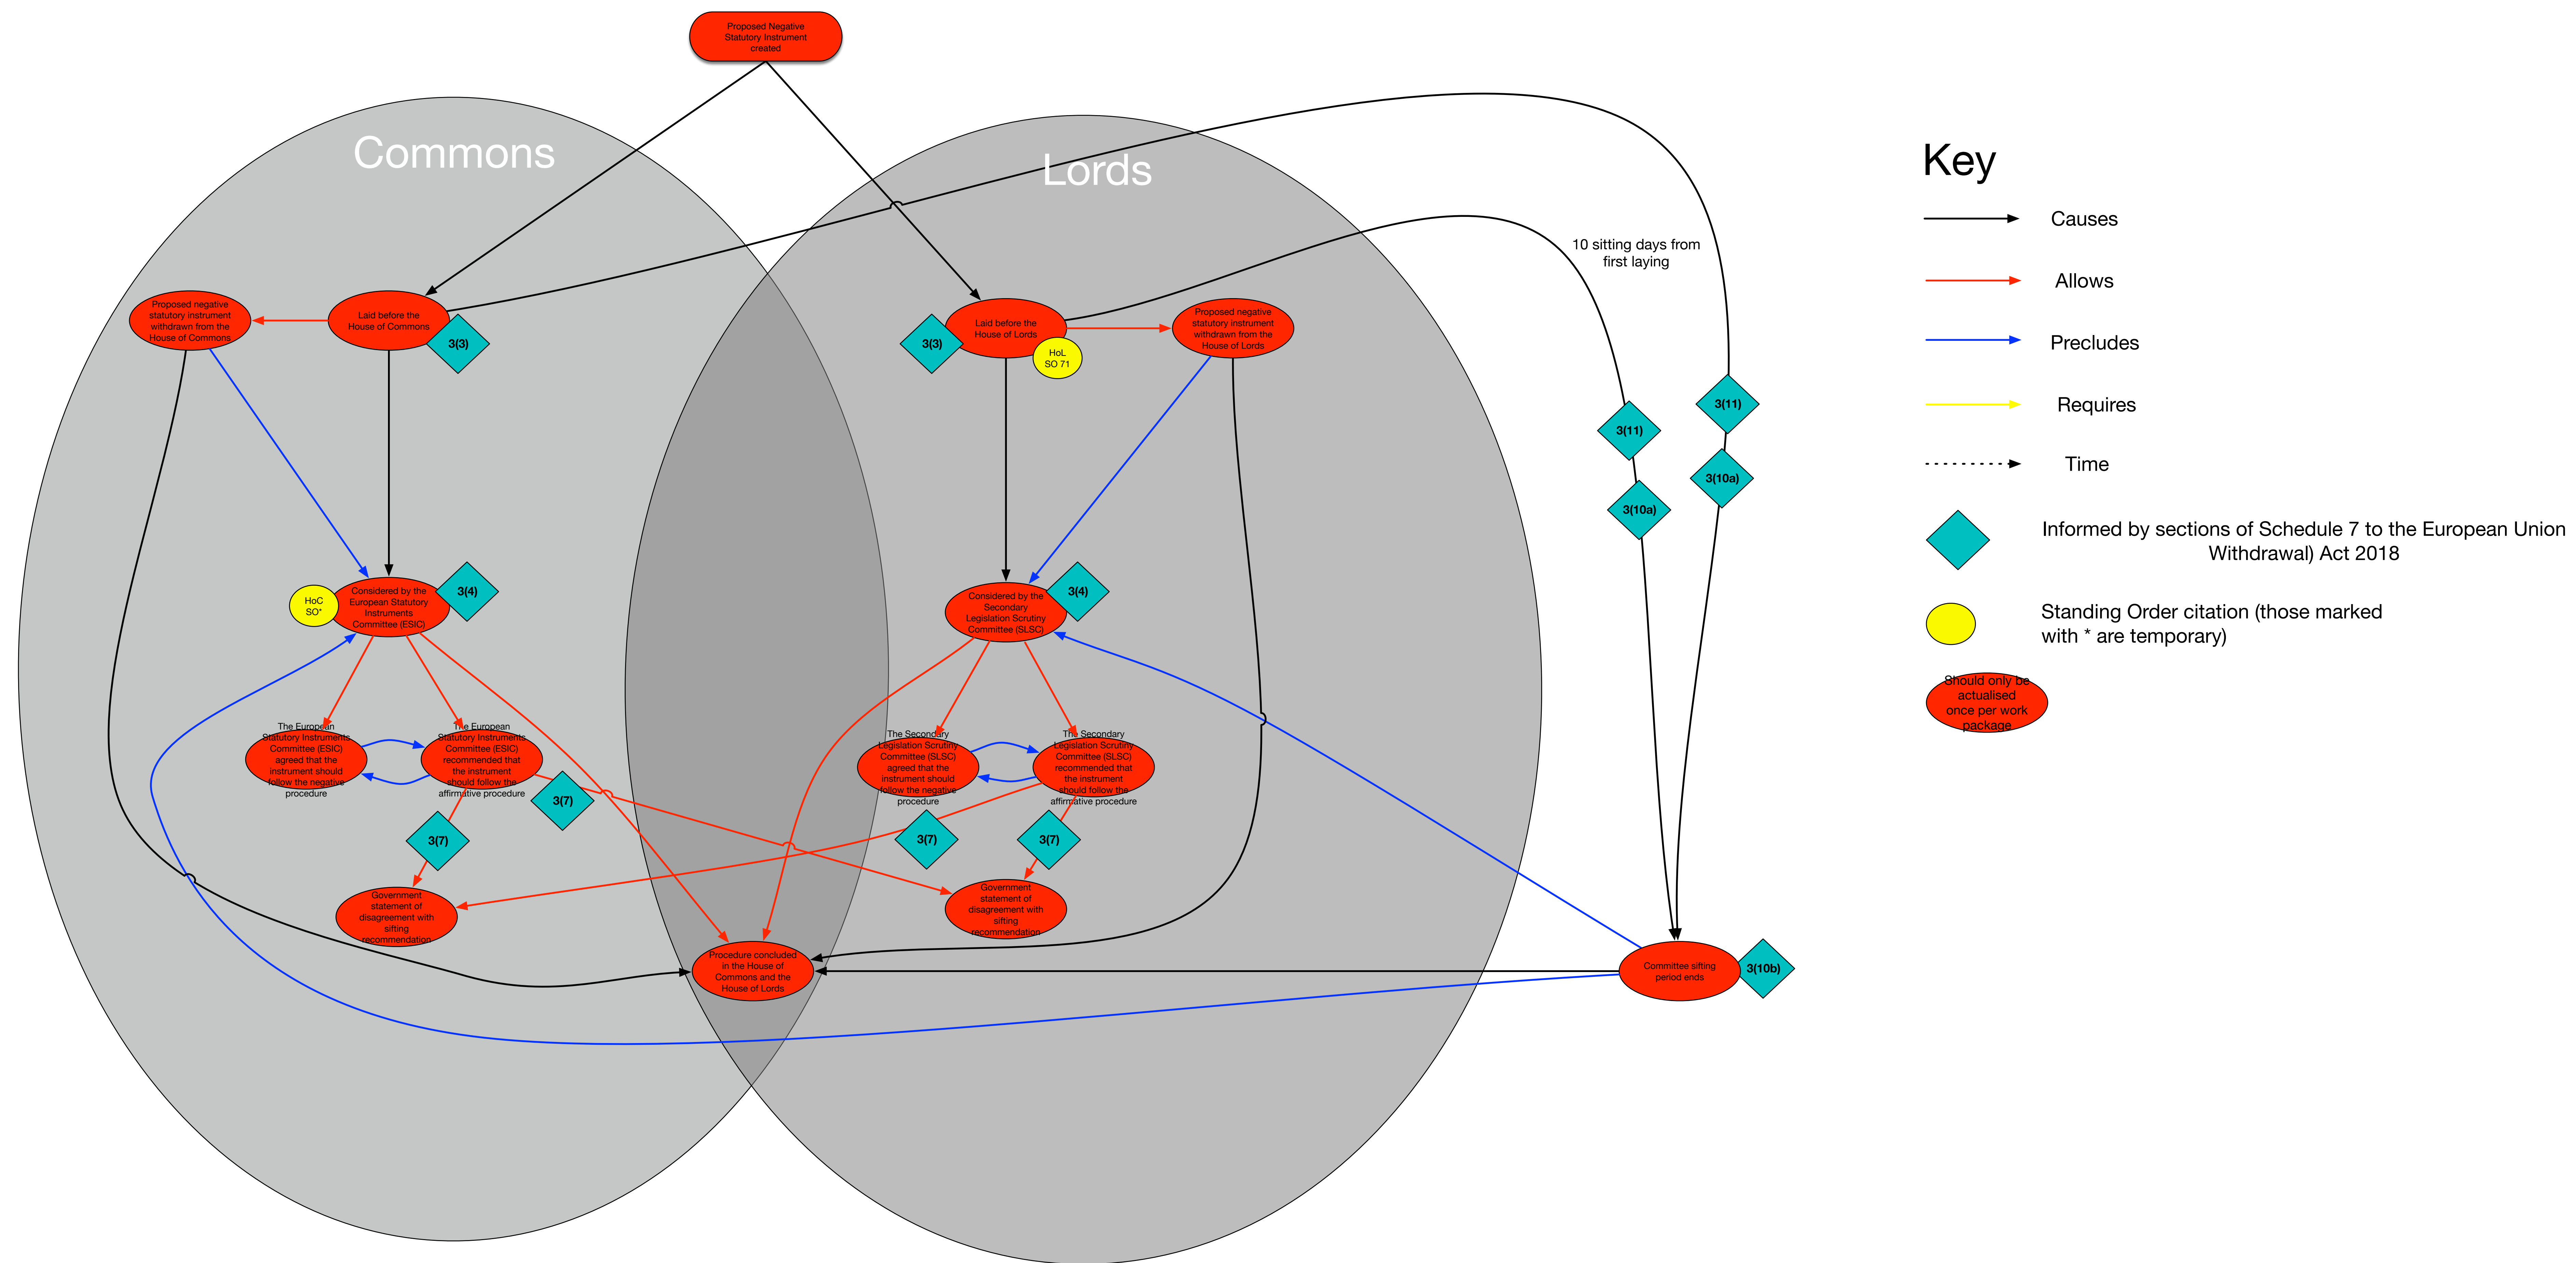 Proposed Negative
Statutory Instrument
created
Commons
Lords
10 sitting days from
first laying
Proposed negative
statutory instrument
withdrawn from the
House of Commons
Laid before the
House of Commons
3(3)
3(3)
Laid before the
House of Lords
HoL
SO 71
Proposed negative
statutory instrument
withdrawn from the
House of Lords
3(11)
3(10a)
3(11)
3(10a)
HoC
SO*
Considered by the
European Statutory
Instruments
Committee (ESIC)
3(4)
Considered by the
Secondary
Legislation Scrutiny
Committee (SLSC)
3(4)
The European
Statutory Instruments
Committee (ESIC)
agreed that the
instrument should
follow the negative
procedure
The European
Statutory Instruments
Committee (ESIC)
recommended that
the instrument
should follow the
affirmative procedure
3(7)
3(7)
The Secondary
Legislation Scrutiny
Committee (SLSC)
agreed that the
instrument should
follow the negative
procedure
The Secondary
Legislation Scrutiny
Committee (SLSC)
recommended that
the instrument
should follow the
affirmative procedure
3(7)
3(7)
Government
statement of
disagreement with
sifting
recommendation
Government
statement of
disagreement with
sifting
recommendation
Procedure concluded
in the House of
Commons and the
House of Lords
Committee sifting
period ends
3(10b)
Key
Causes
Allows
Precludes
Requires
Time
Informed by sections of Schedule 7 to the European Union
Withdrawal) Act 2018
Standing Order citation (those marked
with * are temporary)
Should only be
actualised
once per work
package